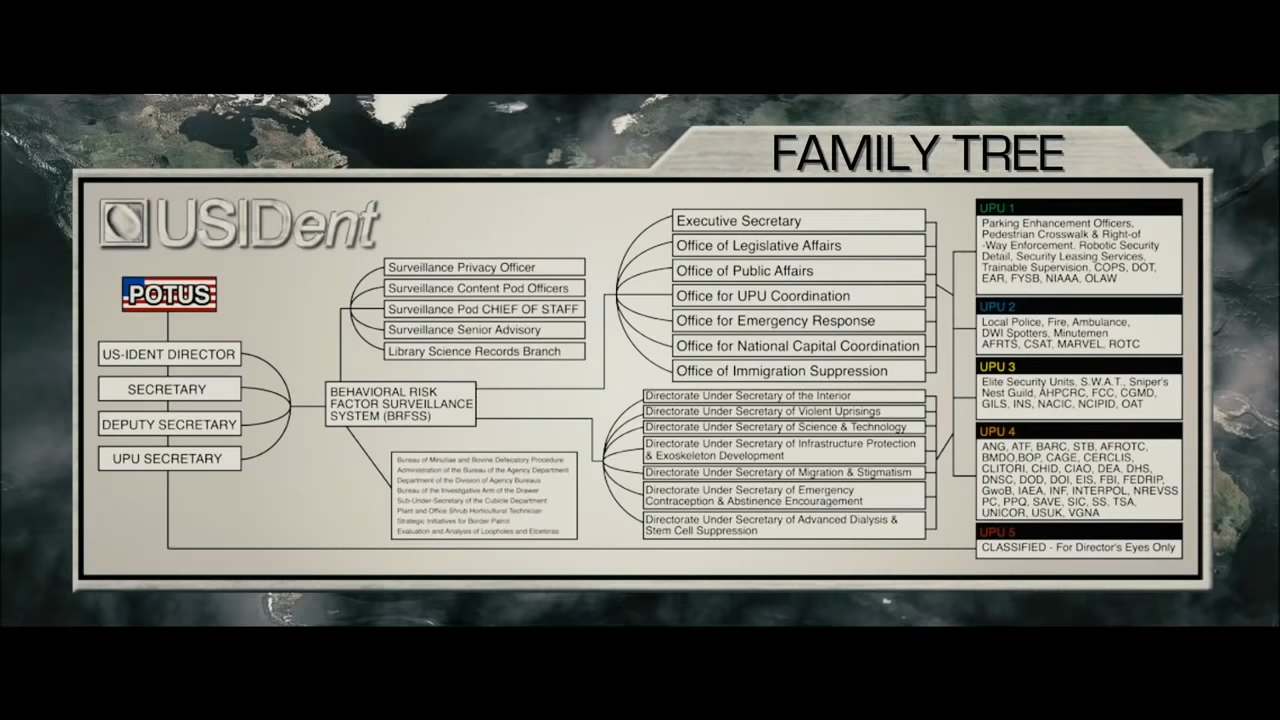 FAMILY TREE
USIDent
POTUS
US-IDENT DIRECTOR
SECRETARY
DEPUTY SECRETARY
UPU SECRETARY
BEHAVIORAL RISK
FACTOR SURVEILLANCE
SYSTEM (BRFSS)
Surveillance Privacy Officer
Surveillance Content Pod Officers
Surveillance Pod CHIEF OF STAFF
Surveillance Senior Advisory
Library Science Records Branch
Bureau of Minutiae and Bovine Defecatory Procedure
Administration of the Bureau of the Agency Department
Department of the Division of Agency Bureaus
Bureau of the Investigative Arm of the Drawer
Sub-Under-Secretary of the Cubicle Department
Plant and Office Shrub Horticultural Technician
Strategic Initiatives for Border Patrol
Evaluation and Analysis of Loopholes and Etceteras
Executive Secretary
Office of Legislative Affairs
Office of Public Affairs
Office for UPU Coordination
Office for Emergency Response
Office for National Capital Coordination
Office of Immigration Suppression
Directorate Under Secretary of the Interior
Directorate Under Secretary of Violent Uprisings
Directorate Under Secretary of Science & Technology
Directorate Under Secretary of Infrastructure Protection
& Exoskeleton Development
Directorate Under Secretary of Migration & Stigmatism
Directorate Under Secretary of Emergency
Contraception & Abstinence Encouragement
Directorate Under Secretary of Advanced Dialysis &
Stem Cell Suppression
UPU 1
Parking Enhancement Officers,
Pedestrian Crosswalk & Right-of
-Way Enforcement. Robotic Security
Detail, Security Leasing Services,
Trainable Supervision. COPS, DOT,
EAR, FYSB, NIAAA, OLAW
UPU 2
Local Police, Fire, Ambulance,
DWI Spotters, Minutemen
AFRTS, CSAT, MARVEL, ROTC
UPU 3
Elite Security Units, S.W.A.T., Sniper's
Nest Guild, AHPCRC, FCC, CGMD,
GILS, INS, NACIC, NCIPID, OAT
UPU 4
ANG, ATF, BARC, STB, AFROTC,
BMDO,BOP, CAGE, CERCLIS,
CLITORI, CHID, CIAO, DEA, DHS,
DNSC, DOD, DOI, EIS, FBI, FEDRIP,
GwoB, IAEA, INF, INTERPOL, NREVSS
PC, PPQ, SAVE, SIC, SS, TSA,
UNICOR, USUK, VGNA
UPU 5
CLASSIFIED - For Director's Eyes Only